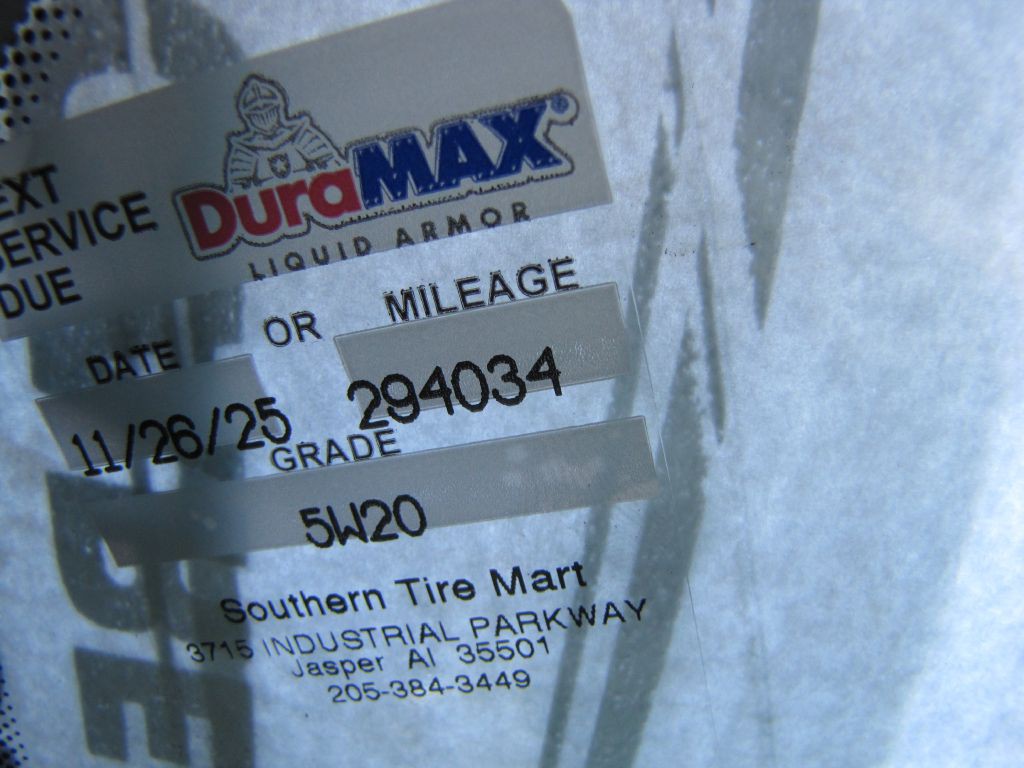 DuraMAX®
LIQUID ARMOR
EXT
SERVICE
DUE
DATE OR MILEAGE
11/26/25 294034
GRADE
5W20
Southern Tire Mart
3715 INDUSTRIAL PARKWAY
Jasper Al 35501
205-384-3449